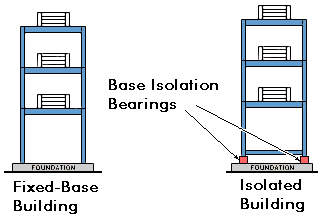 Base Isolation
Bearings
FOUNDATION
FOUNDATION
Fixed-Base
Building
Isolated
Building